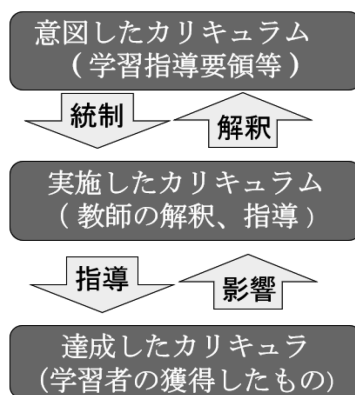 意図したカリキュラム
（学習指導要領等）
統制
解釈
実施したカリキュラム
（教師の解釈、指導）
指導
影響
達成したカリキュラ
(学習者の獲得したもの)